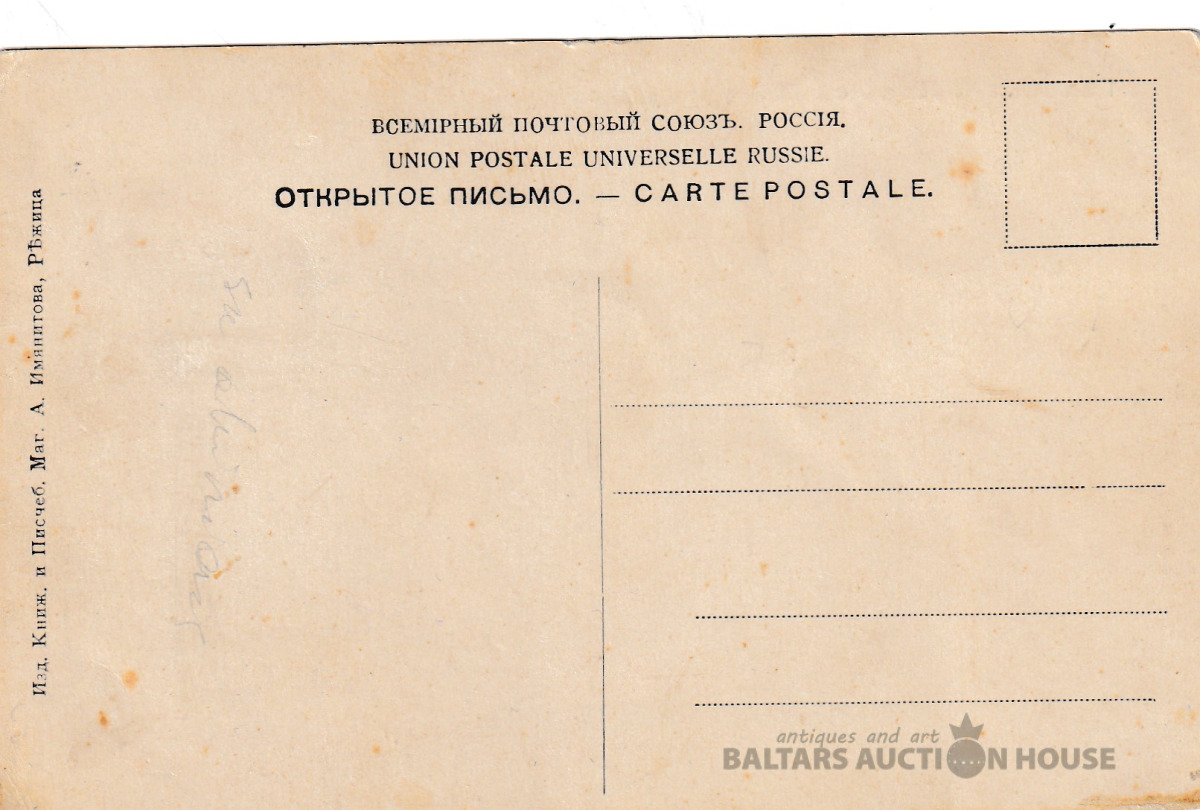 ВСЕМІРНЫЙ ПОЧТОВЫЙ СОЮЗЪ. РОССІЯ.
UNION POSTALE UNIVERSELLE RUSSIE.
ОТКРЫТОЕ ПИСЬМО. — CARTE POSTALE.
Изд. Книж. и Писчеб. Маг. А. Имянитова, Рѣжица
antiques and art
BALTARS AUCTION HOUSE